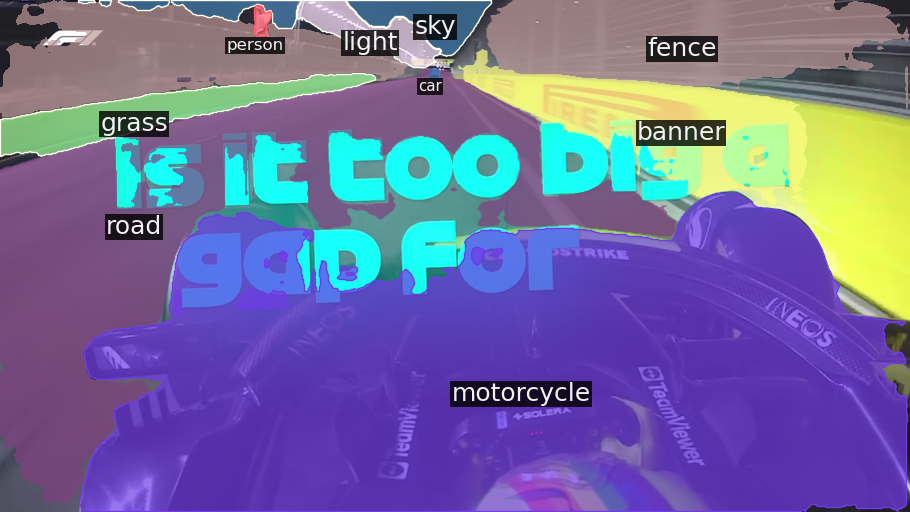 F1
person
light
sky
fence
car
grass
banner
Is it too big a
road
gap for
STRIKE
INEOS
INEOS
motorcycle
TeamViewer
SOLERA
TeamViewer